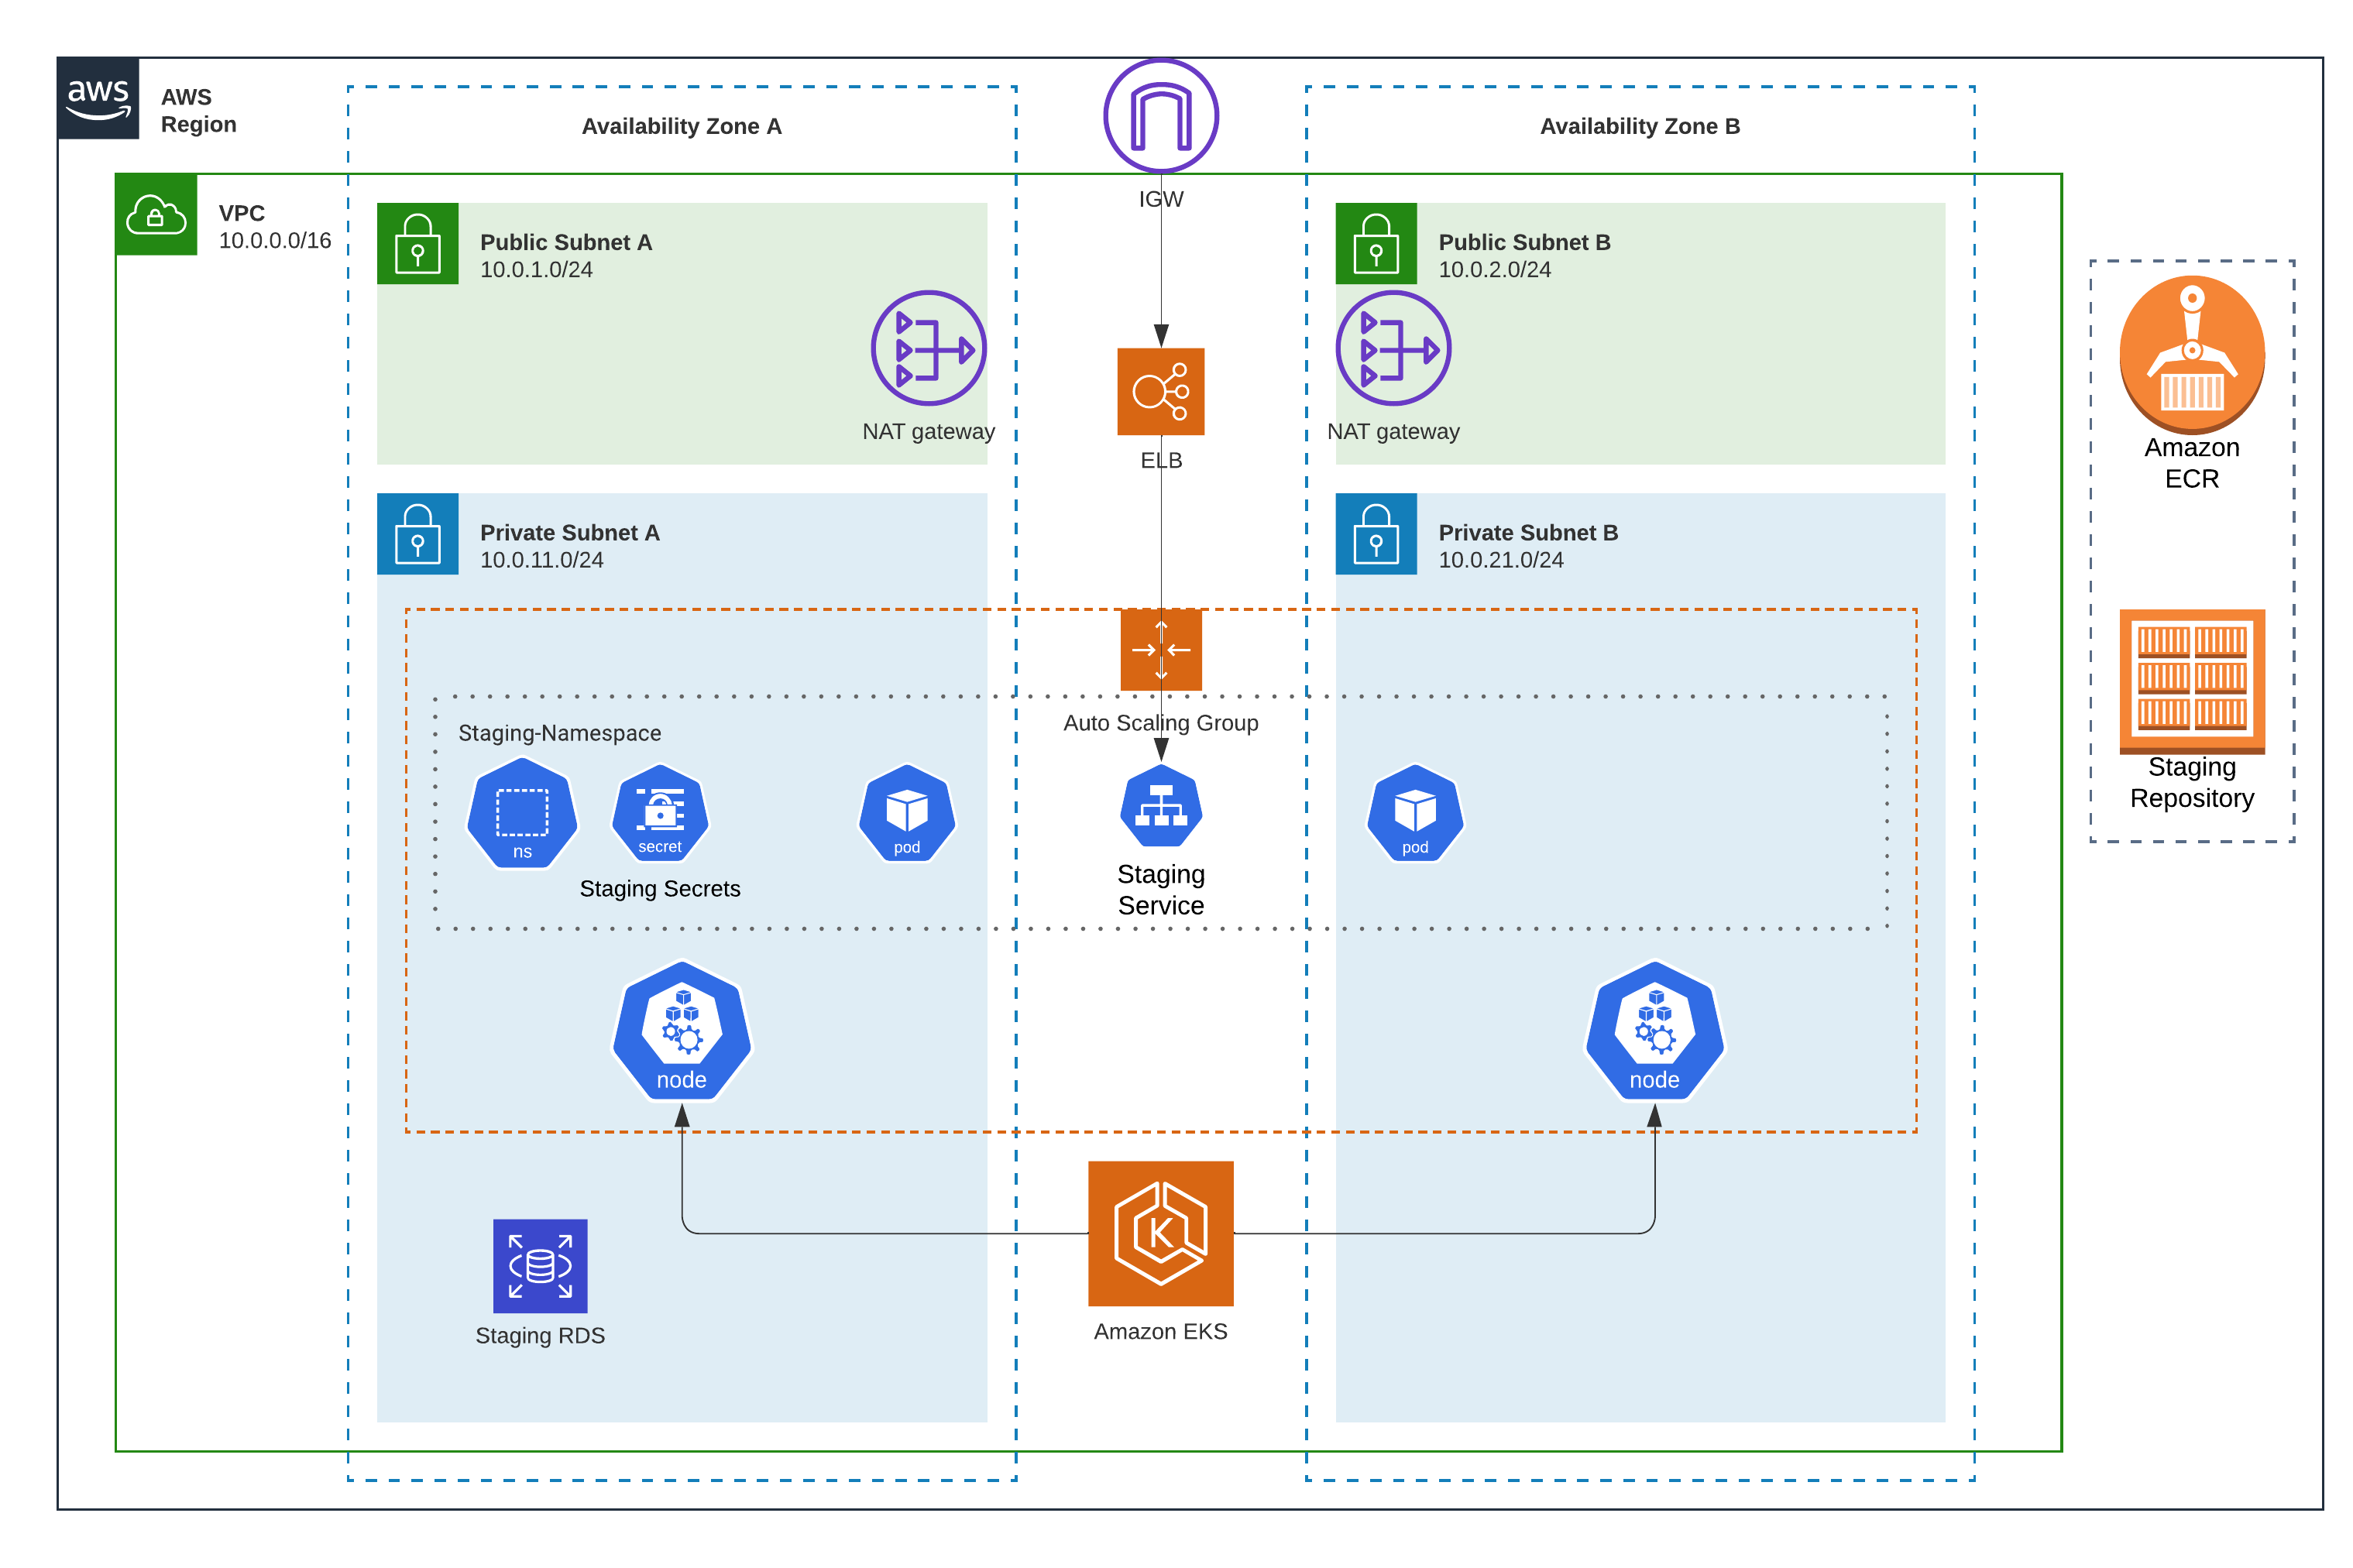 aws
AWS
Region
Availability Zone A
Availability Zone B
VPC
10.0.0.0/16
IGW
Public Subnet A
10.0.1.0/24
Public Subnet B
10.0.2.0/24
NAT gateway
NAT gateway
ELB
Amazon
ECR
Private Subnet A
10.0.11.0/24
Private Subnet B
10.0.21.0/24
Auto Scaling Group
Staging-Namespace
Staging
Repository
ns
secret
pod
pod
Staging Secrets
Staging
Service
node
node
K
Staging RDS
Amazon EKS